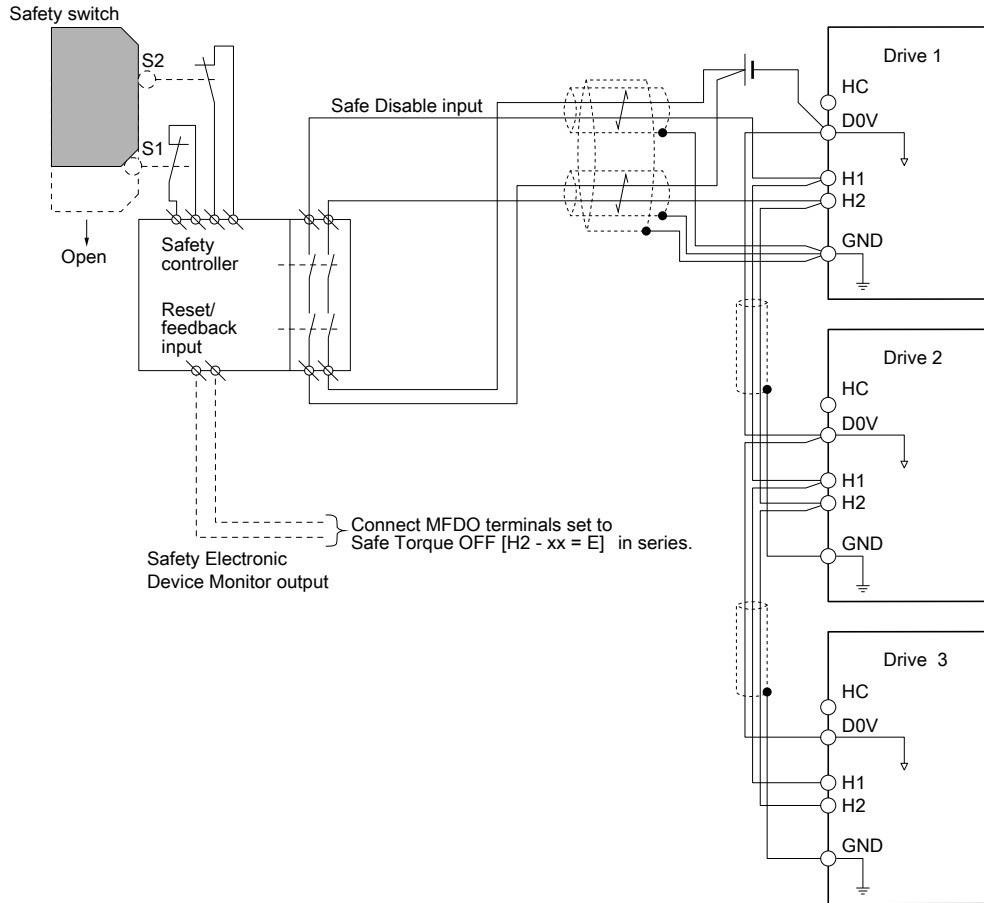 Safety switch
S2
S1
Open
Safety
controller
Reset/
feedback
input
Safe Disable input
Connect MFDO terminals set to
Safe Torque OFF [H2 - xx = E] in series.
Safety Electronic
Device Monitor output
Drive 1
HC
D0V
H1
H2
GND
Drive 2
HC
D0V
H1
H2
GND
Drive 3
HC
D0V
H1
H2
GND